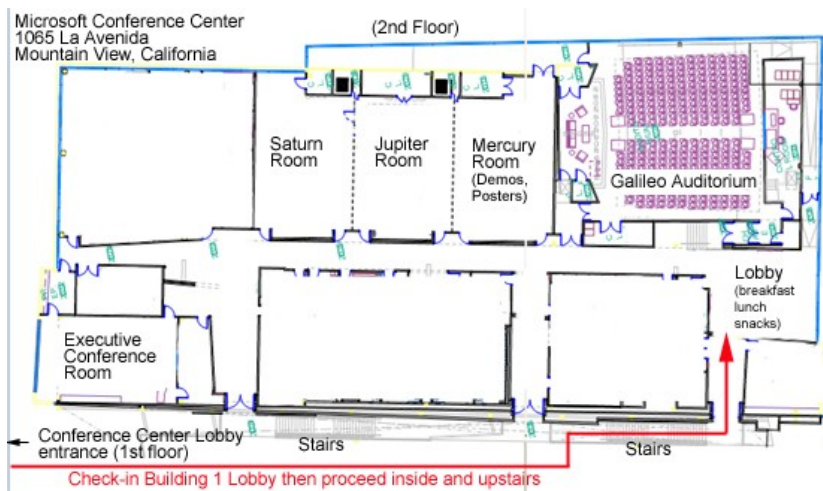 Microsoft Conference Center
1065 La Avenida
Mountain View, California
(2nd Floor)
Saturn
Room
Jupiter
Room
Mercury
Room
(Demos,
Posters)
Galileo Auditorium
Lobby
(breakfast
lunch
snacks)
Executive
Conference
Room
Conference Center Lobby
entrance (1st floor)
Stairs
Stairs
Check-in Building 1 Lobby then proceed inside and upstairs